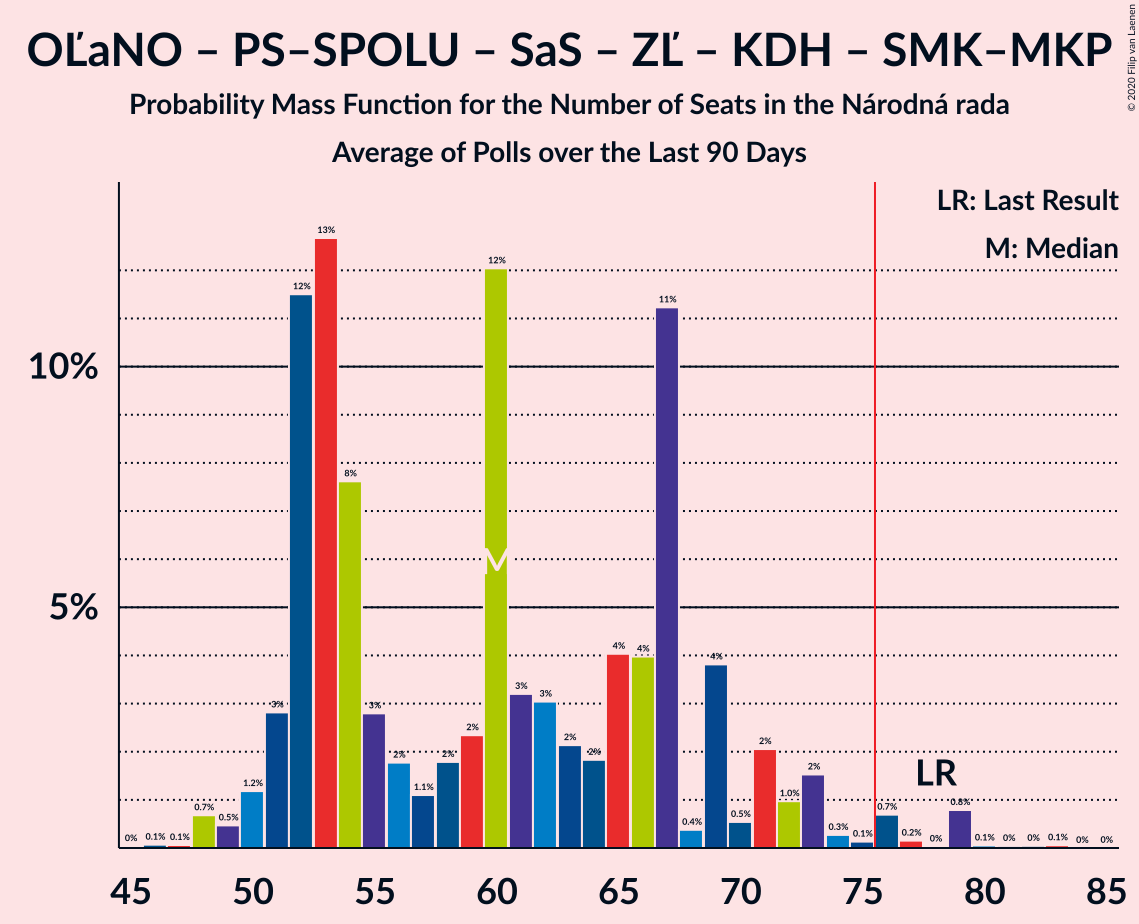 OĽaNO – PS–SPOLU – SaS – ZĽ – KDH – SMK–MKP
Probability Mass Function for the Number of Seats in the Národná rada
Average of Polls over the Last 90 Days
© 2020 Filip van Laenen
LR: Last Result
M: Median
10%
5%
0% 0.1% 0.1% 0.7% 0.5% 1.2% 3% 12% 13% 8% 3% 2% 1.1% 2% 2% 12% 3% 3% 2% 2% 4% 4% 11% 0.4% 4% 0.5% 2% 1.0% 2% 0.3% 0.1% 0.7% 0.2% 0% 0.8% 0.1% 0% 0% 0.1% 0% 0%
M
LR
45 50 55 60 65 70 75 80 85